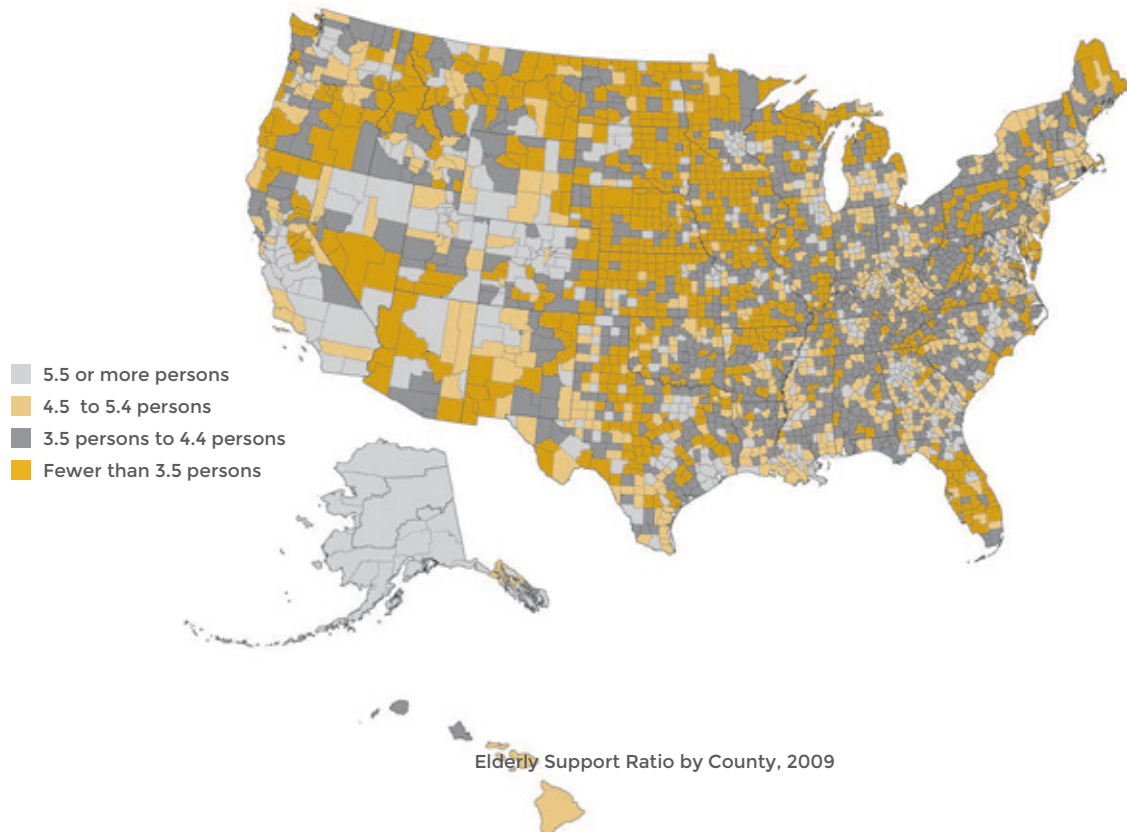 5.5 or more persons
4.5 to 5.4 persons
3.5 persons to 4.4 persons
Fewer than 3.5 persons
Elderly Support Ratio by County, 2009